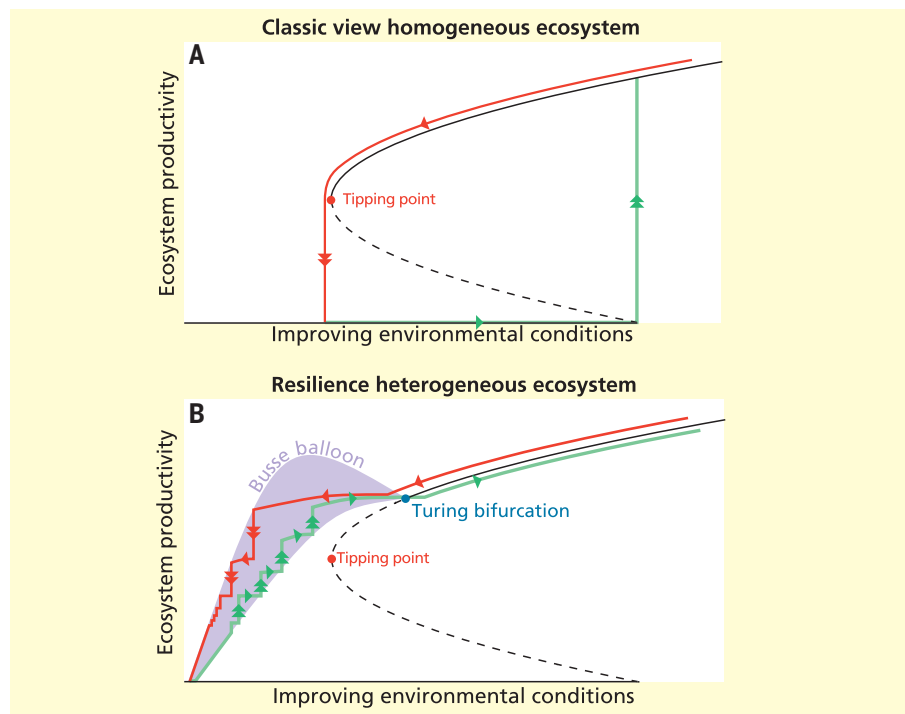 Classic view homogeneous ecosystem
A
Ecosystem productivity
Tipping point
Improving environmental conditions
Resilience heterogeneous ecosystem
B
Ecosystem productivity
Busse balloon
Turing bifurcation
Tipping point
Improving environmental conditions